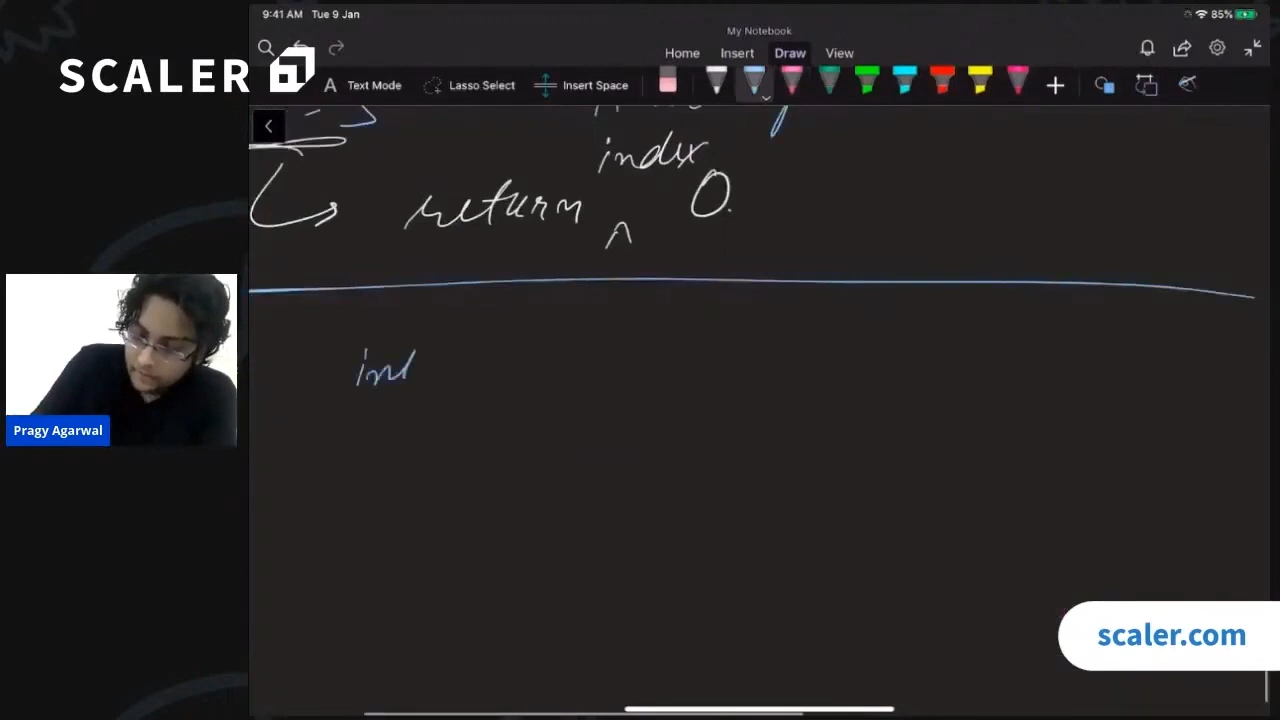 9:41 AM Tue 9 Jan
My Notebook
85%
Home Insert Draw View
SCALER
Text Mode Lasso Select Insert Space
index
return ^ 0.
int
Pragy Agarwal
scaler.com